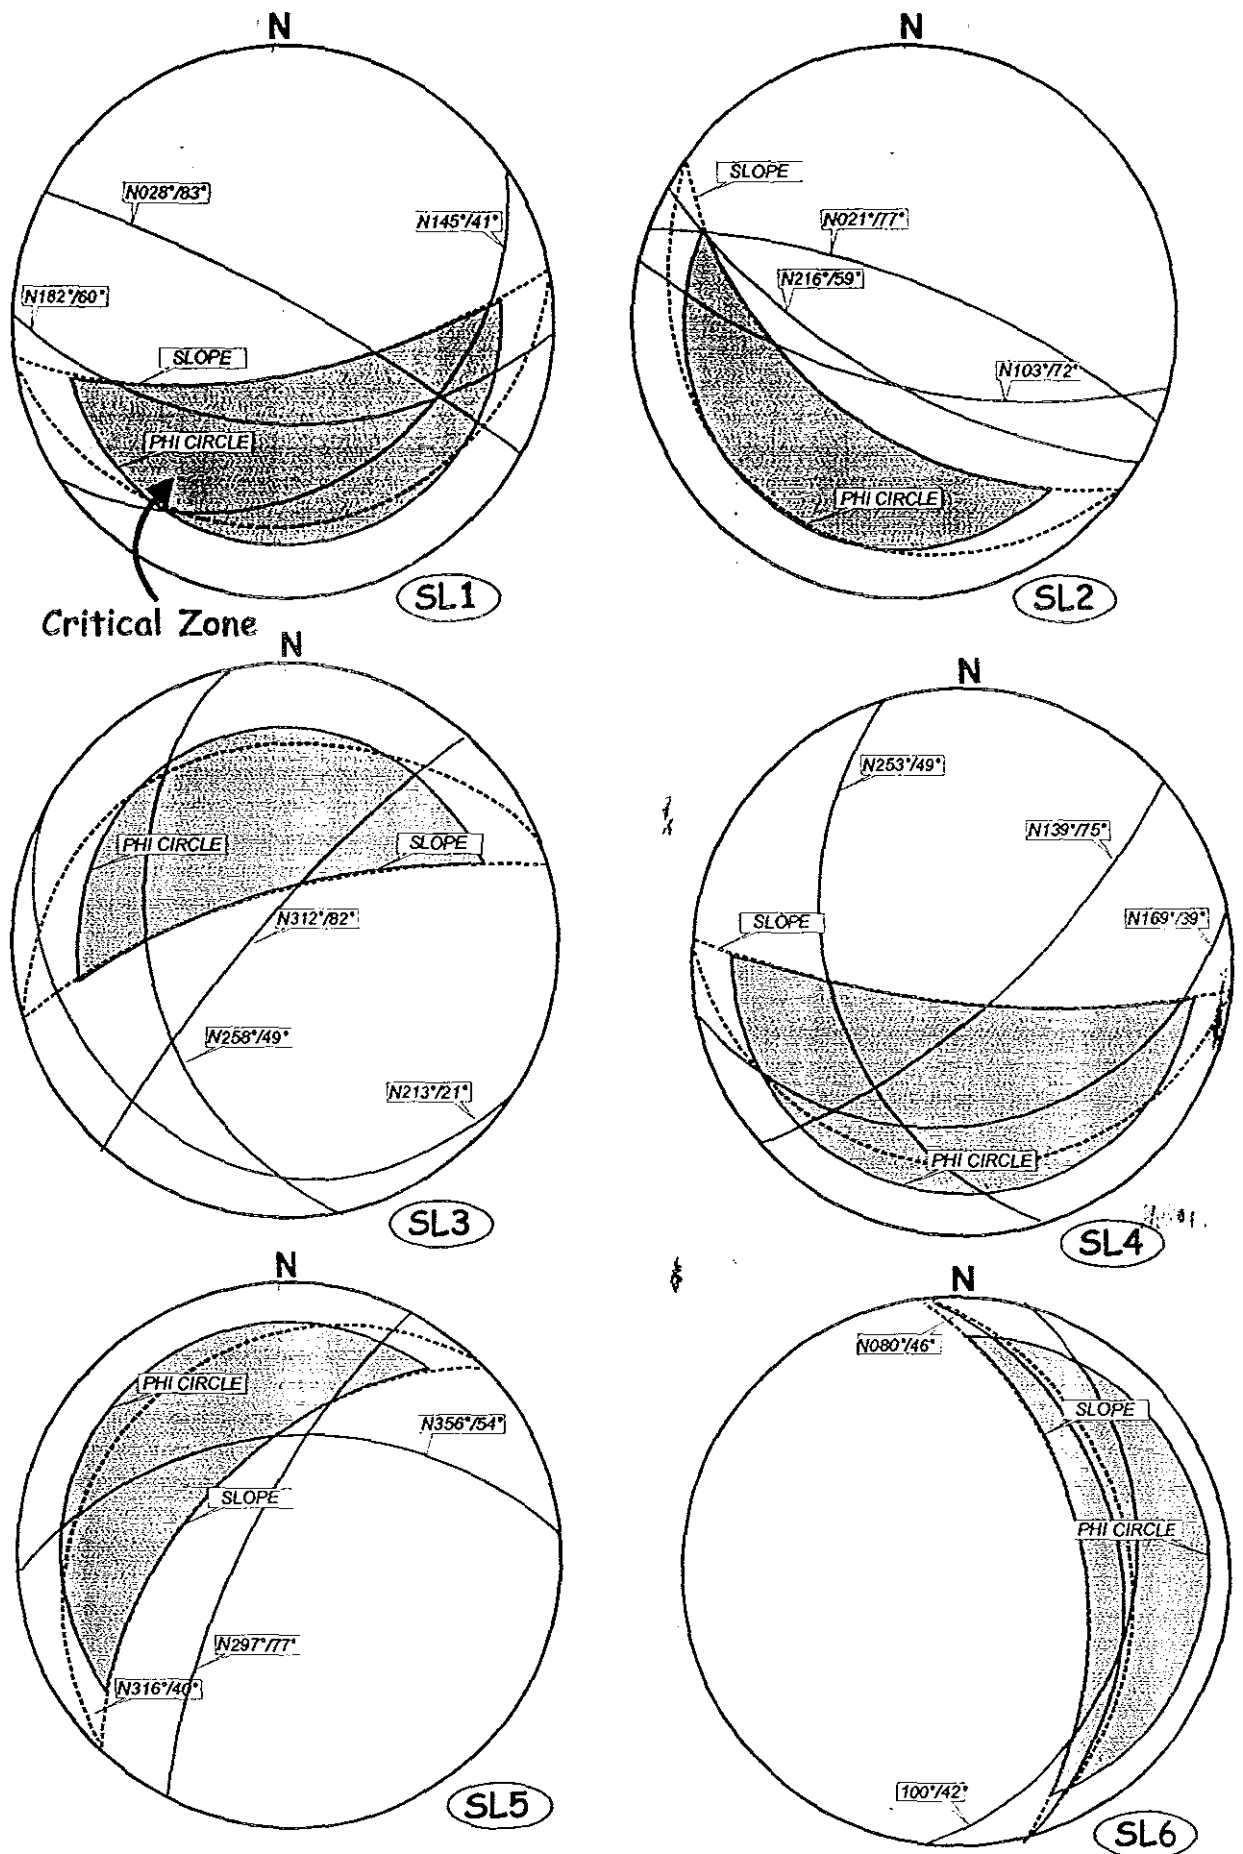 N
N028°/83°
N145°/41°
N182°/60°
SLOPE
PHI CIRCLE
Critical Zone
SL1
N
SLOPE
N021°/77°
N216°/59°
N103°/72°
PHI CIRCLE
SL2
N
PHI CIRCLE
SLOPE
N312°/82°
N258°/49°
N213°/21°
SL3
N
N253°/49°
N139°/75°
SLOPE
N169°/39°
PHI CIRCLE
SL4
N
PHI CIRCLE
N356°/54°
SLOPE
N297°/77°
N316°/40°
SL5
N
N080°/46°
SLOPE
PHI CIRCLE
100°/42°
SL6